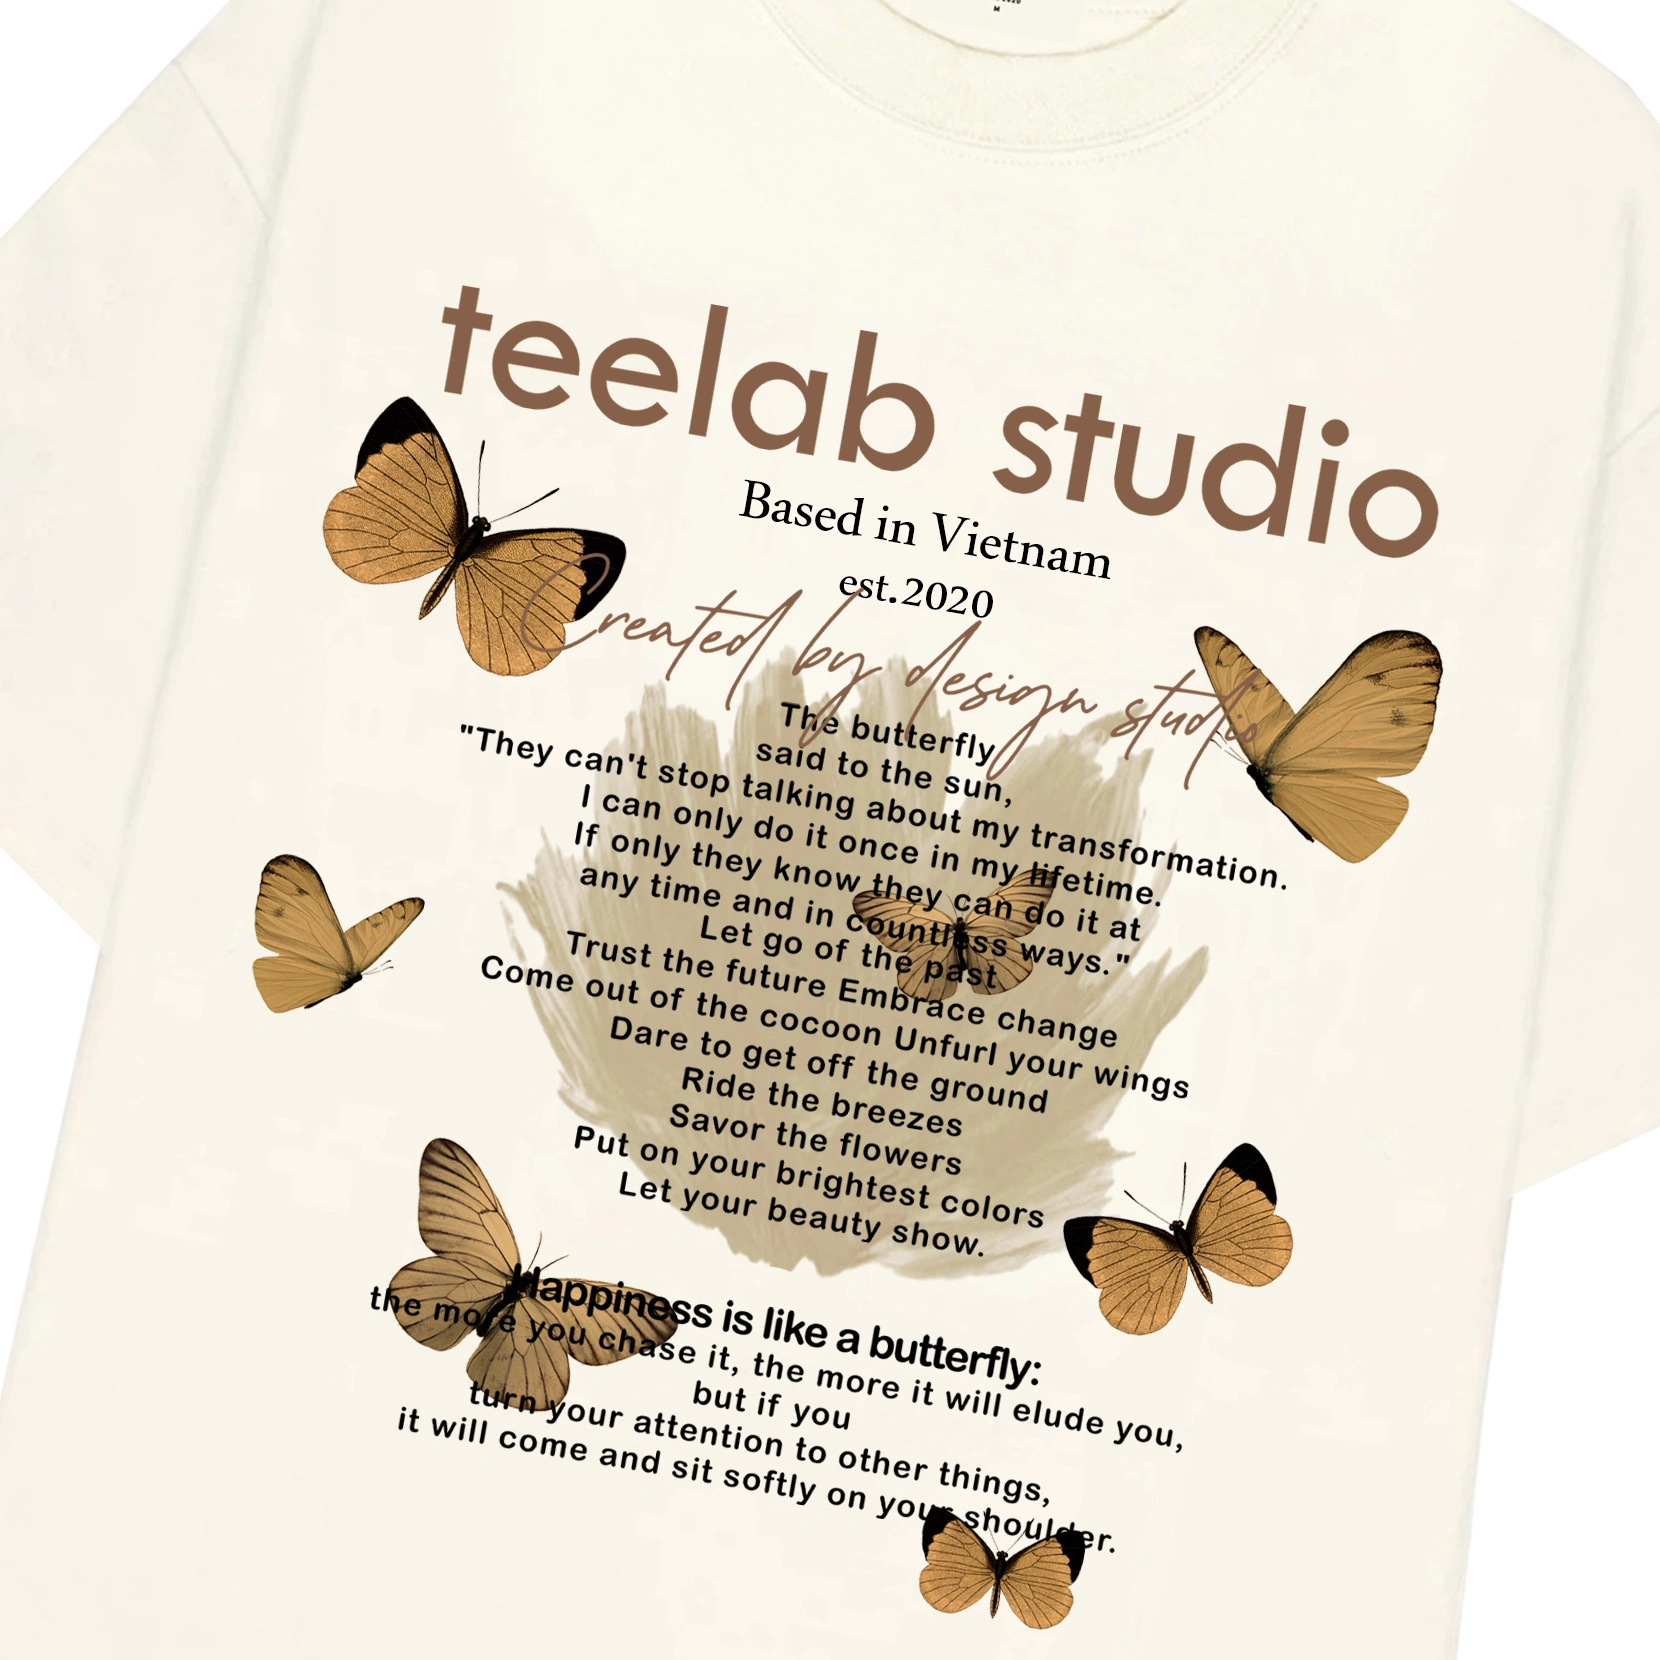 M
teelab studio
Based in Vietnam
est.2020
Created by design studio
The butterfly
said to the sun,
"They can't stop talking about my transformation.
I can only do it once in my lifetime.
If only they know they can do it at
any time and in countless ways."
Let go of the past
Trust the future Embrace change
Come out of the cocoon Unfurl your wings
Dare to get off the ground
Ride the breezes
Savor the flowers
Put on your brightest colors
Let your beauty show.
Happiness is like a butterfly:
the more you chase it, the more it will elude you,
but if you
turn your attention to other things,
it will come and sit softly on your shoulder.